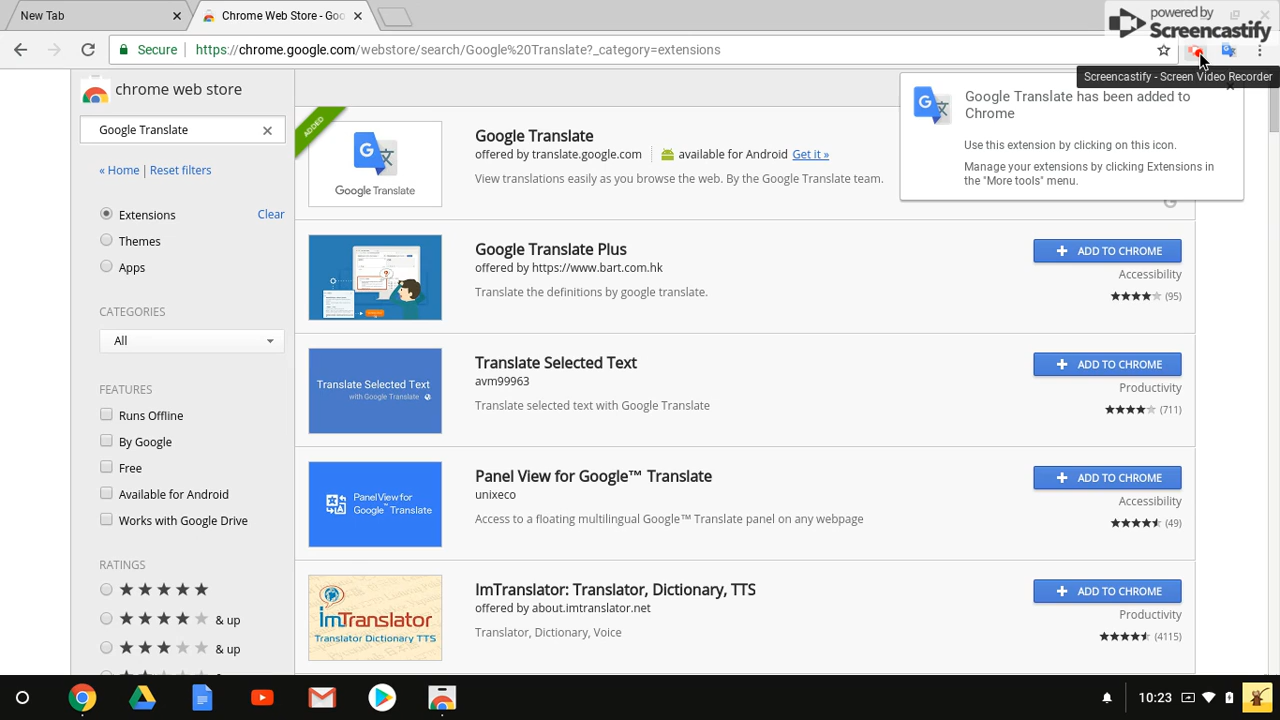 New Tab
Chrome Web Store - Goo
powered by
Screencastify
Secure
https://chrome.google.com/webstore/search/Google%20Translate?_category=extensions
Screencastify - Screen Video Recorder
chrome web store
Google Translate
« Home | Reset filters
Extensions
Clear
Themes
Apps
CATEGORIES
All
FEATURES
Runs Offline
By Google
Free
Available for Android
Works with Google Drive
RATINGS
& up
& up
ADDED
Google Translate
Google Translate
offered by translate.google.com
available for Android Get it »
View translations easily as you browse the web. By the Google Translate team.
Google Translate has been added to
Chrome
Use this extension by clicking on this icon.
Manage your extensions by clicking Extensions in
the "More tools" menu.
Google Translate Plus
offered by https://www.bart.com.hk
Translate the definitions by google translate.
ADD TO CHROME
Accessibility
(95)
Translate Selected Text
with Google Translate
Translate Selected Text
avm99963
Translate selected text with Google Translate
ADD TO CHROME
Productivity
(711)
Panel View for
Google™ Translate
Panel View for Google™ Translate
unixeco
Access to a floating multilingual Google™ Translate panel on any webpage
ADD TO CHROME
Accessibility
(49)
imTranslator
Translator Dictionary TTS
ImTranslator: Translator, Dictionary, TTS
offered by about.imtranslator.net
Translator, Dictionary, Voice
ADD TO CHROME
Productivity
(4115)
10:23